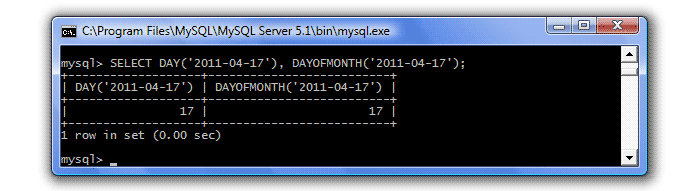 C:\Program Files\MySQL\MySQL Server 5.1\bin\mysql.exe
mysql> SELECT DAY('2011-04-17'), DAYOFMONTH('2011-04-17');
+-------------------+--------------------------+
| DAY('2011-04-17') | DAYOFMONTH('2011-04-17') |
+-------------------+--------------------------+
|                17 |                       17 |
+-------------------+--------------------------+
1 row in set (0.00 sec)
mysql> _